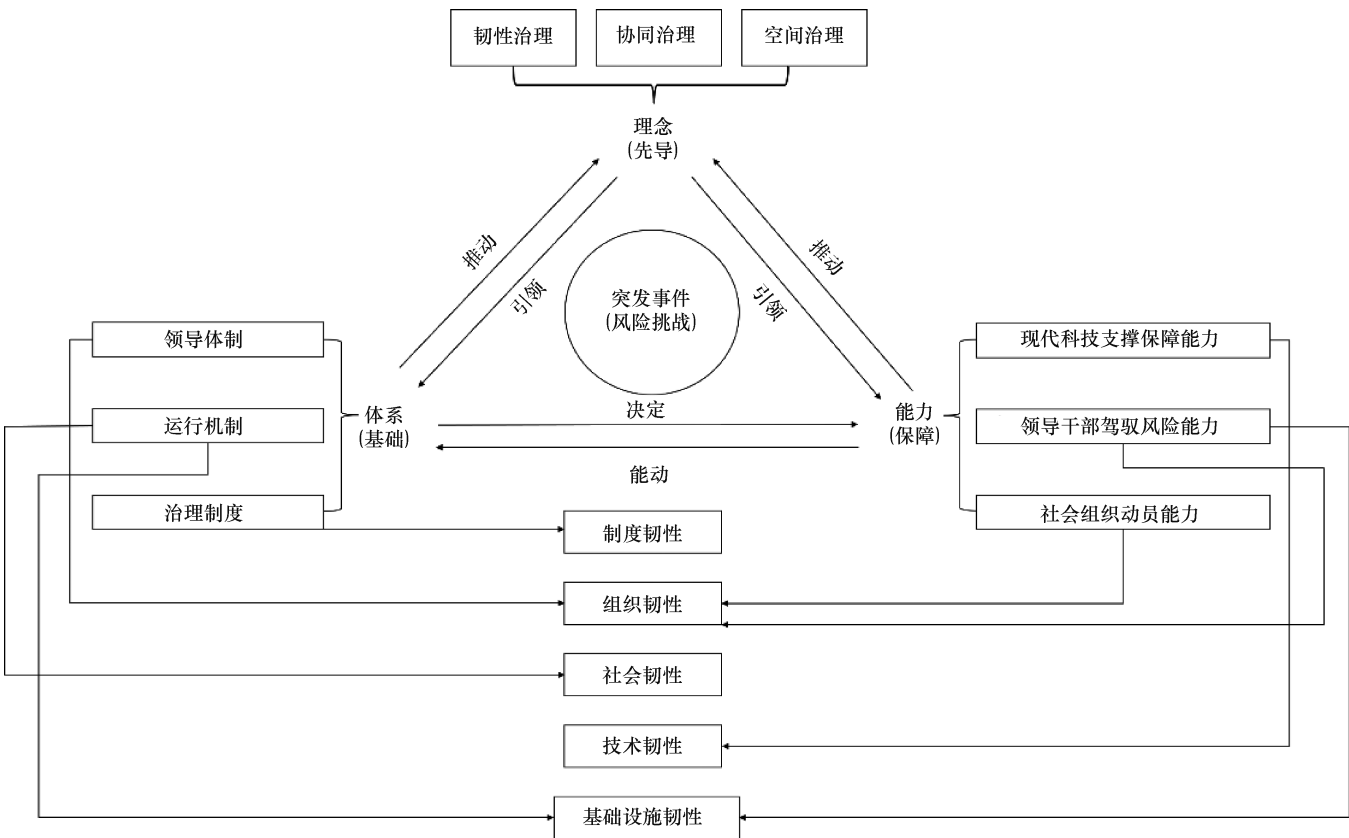 韧性治理
协同治理
空间治理
理念
(先导)
推动
引领
推动
引领
突发事件
(风险挑战)
领导体制
运行机制
治理制度
体系
(基础)
决定
能动
能力
(保障)
现代科技支撑保障能力
领导干部驾驭风险能力
社会组织动员能力
制度韧性
组织韧性
社会韧性
技术韧性
基础设施韧性